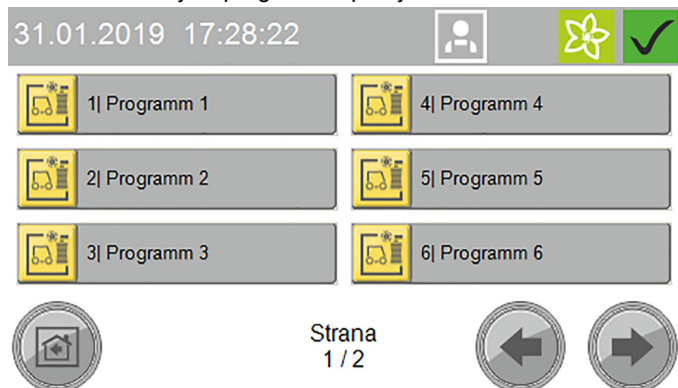 31.01.2019 17:28:22
1| Programm 1
2| Programm 2
3| Programm 3
4| Programm 4
5| Programm 5
6| Programm 6
Strana
1 / 2